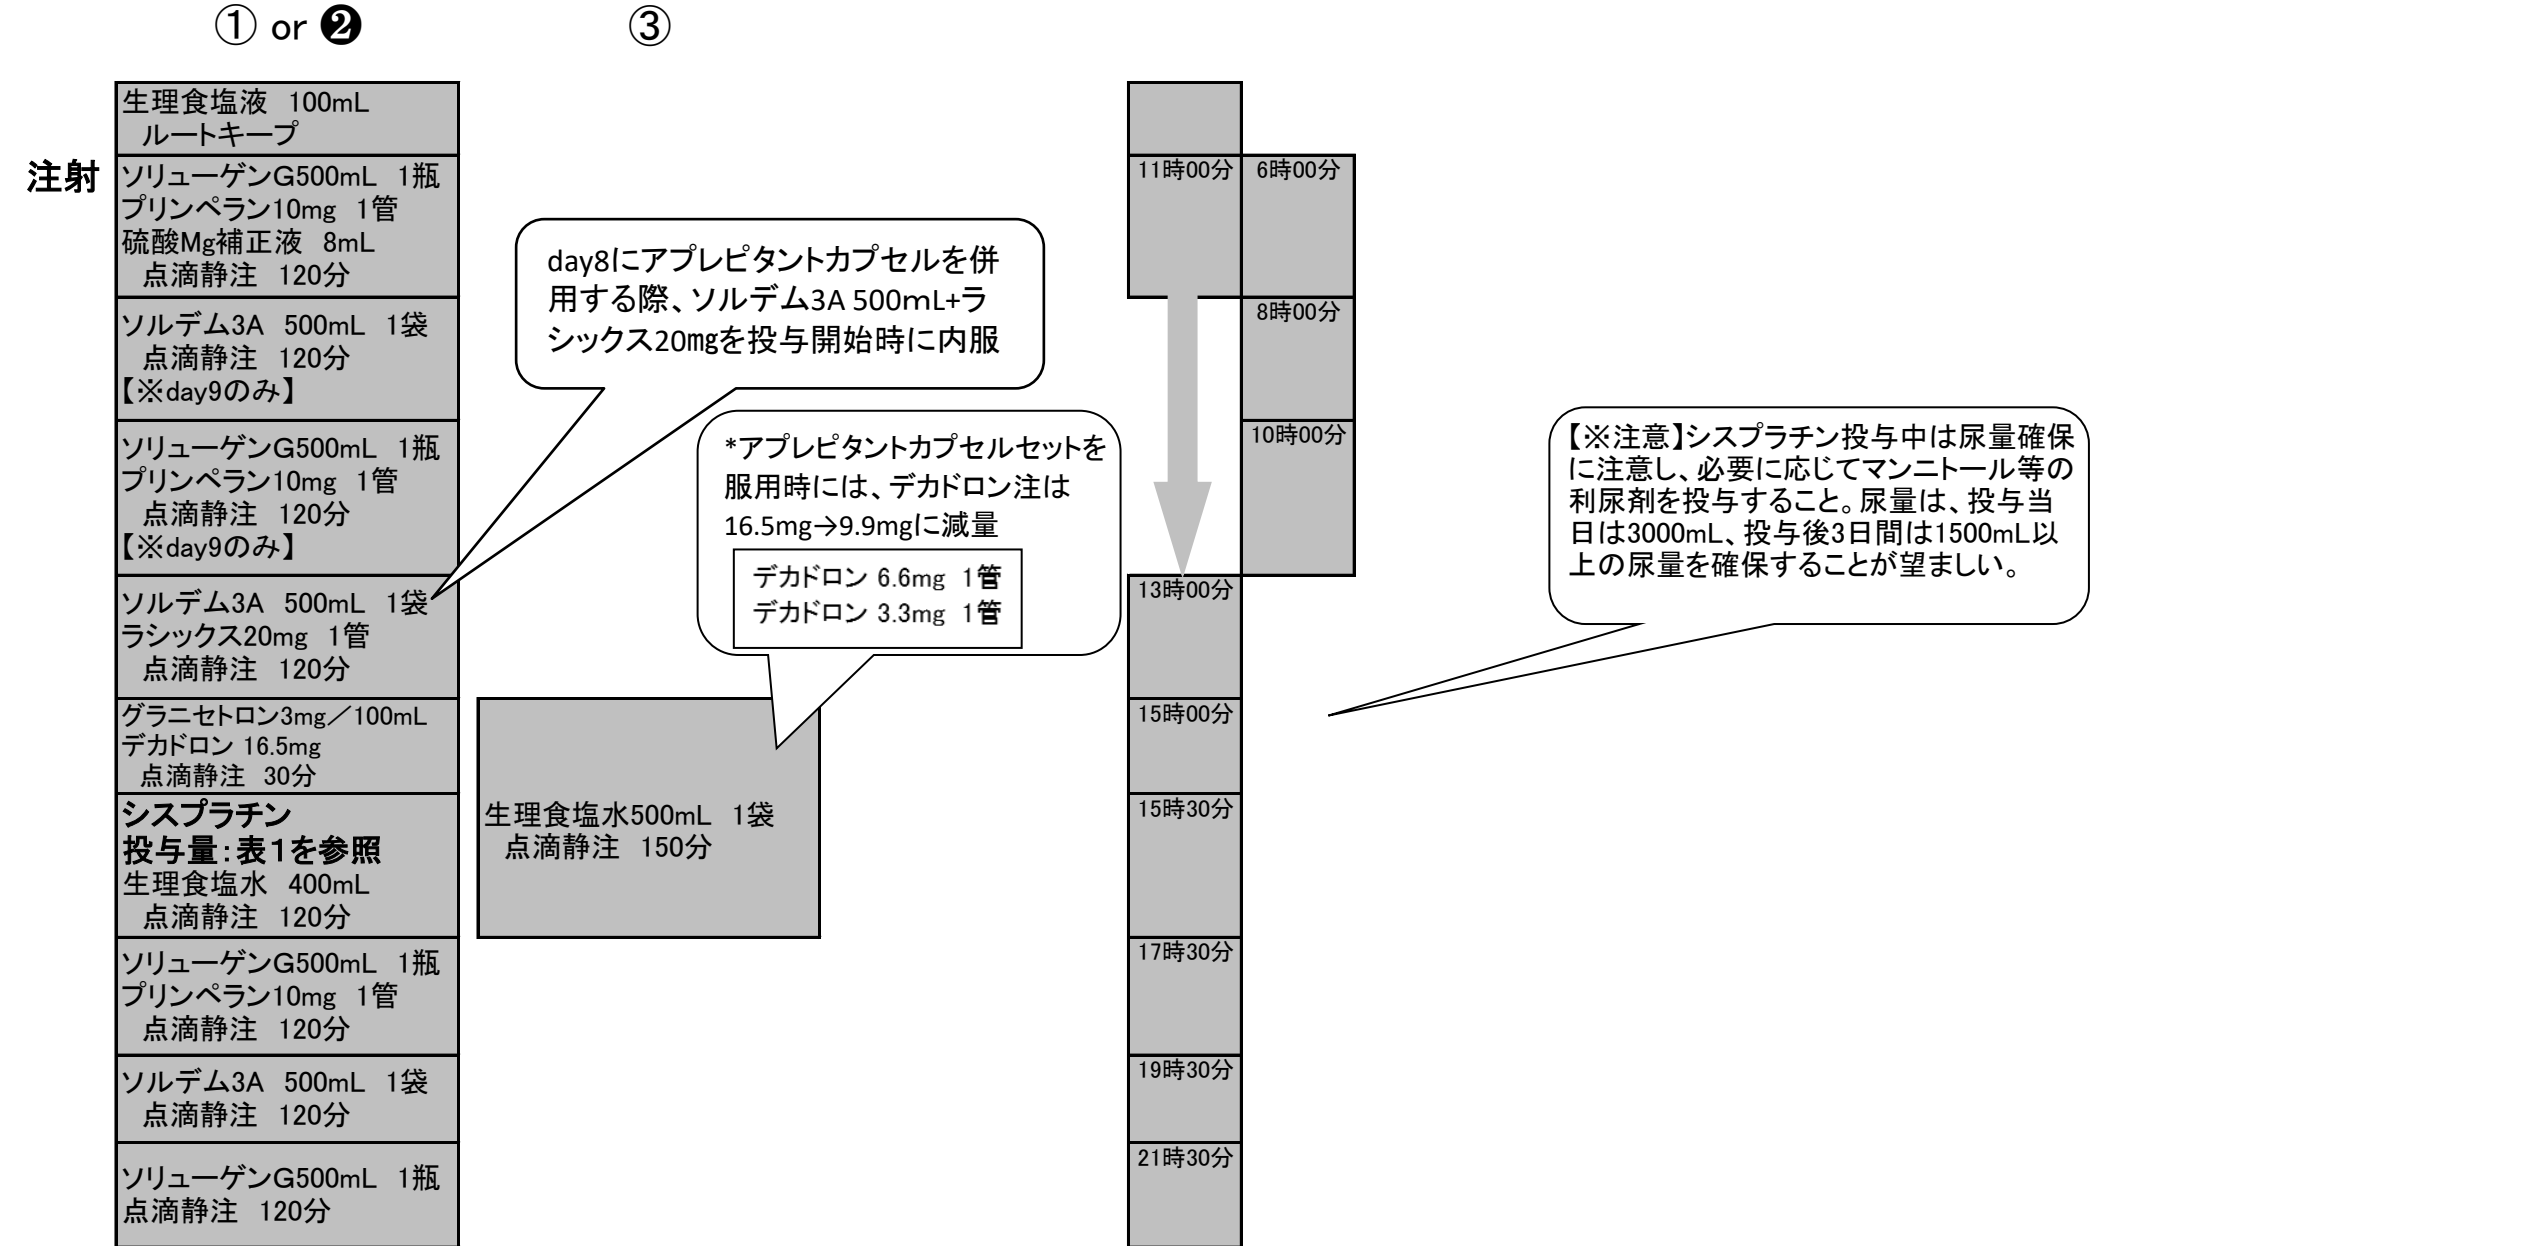 ① or ❷
③
生理食塩液 100mL
ルートキープ
注射
ソリューゲンG500mL 1瓶
プリンペラン10mg 1管
硫酸Mg補正液 8mL
点滴静注 120分
ソルデム3A 500mL 1袋
点滴静注 120分
【※day9のみ】
ソリューゲンG500mL 1瓶
プリンペラン10mg 1管
点滴静注 120分
【※day9のみ】
ソルデム3A 500mL 1袋
ラシックス20mg 1管
点滴静注 120分
グラニセトロン3mg／100mL
デカドロン 16.5mg
点滴静注 30分
シスプラチン
投与量：表１を参照
生理食塩水 400mL
点滴静注 120分
ソリューゲンG500mL 1瓶
プリンペラン10mg 1管
点滴静注 120分
ソルデム3A 500mL 1袋
点滴静注 120分
ソリューゲンG500mL 1瓶
点滴静注 120分
day8にアプレピタントカプセルを併
用する際、ソルデム3A 500mL+ラ
シックス20㎎を投与開始時に内服
*アプレピタントカプセルセットを
服用時には、デカドロン注は
16.5mg→9.9mgに減量
デカドロン 6.6mg 1管
デカドロン 3.3mg 1管
生理食塩水500mL 1袋
点滴静注 150分
11時00分
6時00分
8時00分
10時00分
13時00分
15時00分
15時30分
17時30分
19時30分
21時30分
【※注意】シスプラチン投与中は尿量確保
に注意し、必要に応じてマンニトール等の
利尿剤を投与すること。尿量は、投与当
日は3000mL、投与後3日間は1500mL以
上の尿量を確保することが望ましい。